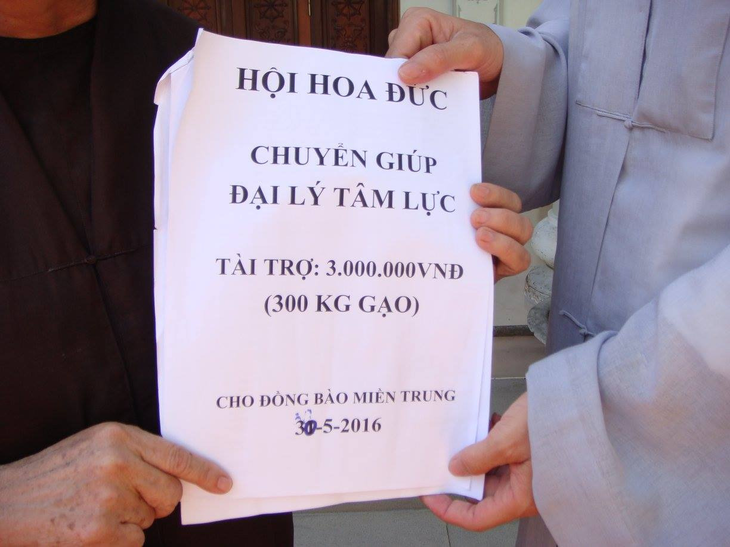 HỘI HOA ĐỨC
CHUYỂN GIÚP
ĐẠI LÝ TÂM LỰC
TÀI TRỢ: 3.000.000VNĐ
(300 KG GẠO)
CHO ĐỒNG BÀO MIỀN TRUNG
-5-2016